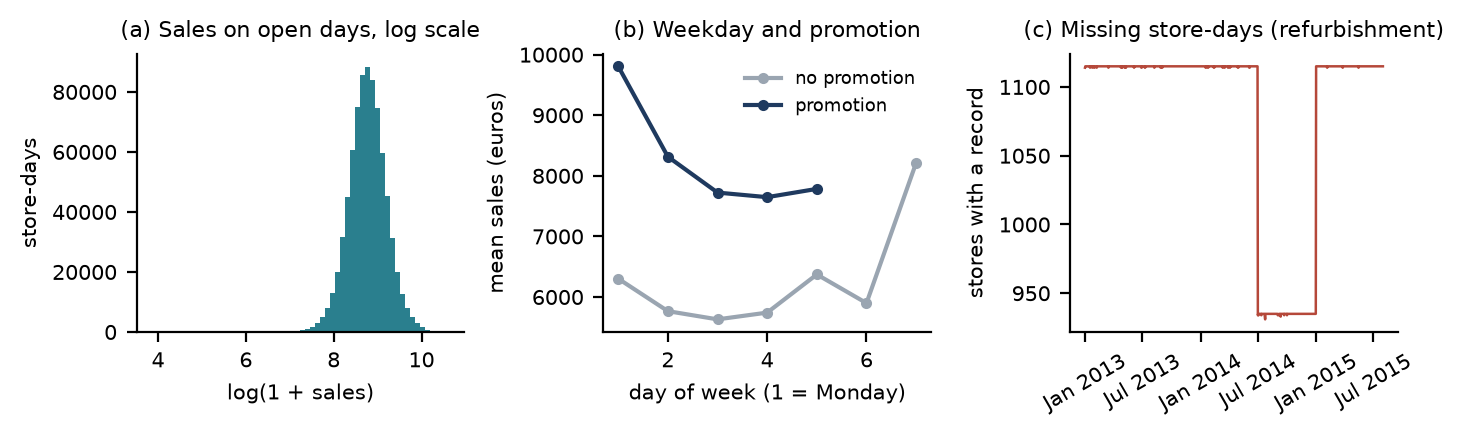 (a) Sales on open days, log scale
store-days
80000
60000
40000
20000
0
4
6
8
10
log(1 + sales)
(b) Weekday and promotion
mean sales (euros)
10000
9000
8000
7000
6000
no promotion
promotion
2
4
6
day of week (1 = Monday)
(c) Missing store-days (refurbishment)
stores with a record
1100
1050
1000
950
Jan 2013
Jul 2013
Jan 2014
Jul 2014
Jan 2015
Jul 2015